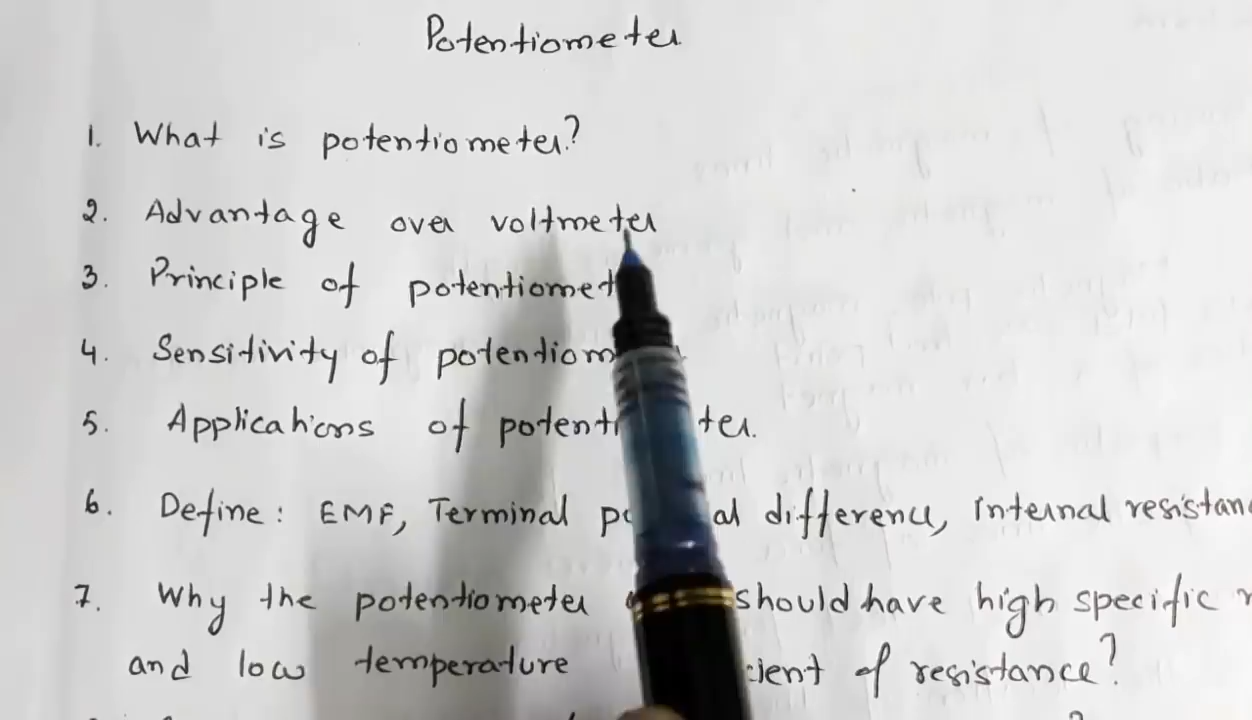 Potentiometer
1. What is potentiometer?
2. Advantage over voltmeter
3. Principle of potentiomet
4. Sensitivity of potentiom
5. Applications of potenti ter.
6. Define: EMF, Terminal po al difference, internal resistan
7. Why the potentiometer should have high specific
and low temperature cient of resistance?